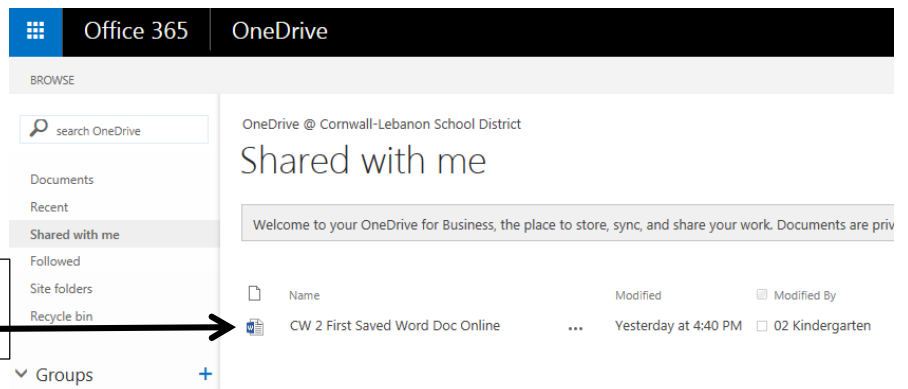 Office 365 OneDrive
BROWSE
search OneDrive
Documents
Recent
Shared with me
Followed
Site folders
Recycle bin
Groups +
OneDrive @ Cornwall-Lebanon School District
Shared with me
Welcome to your OneDrive for Business, the place to store, sync, and share your work. Documents are priv
Name Modified Modified By
CW 2 First Saved Word Doc Online ... Yesterday at 4:40 PM 02 Kindergarten